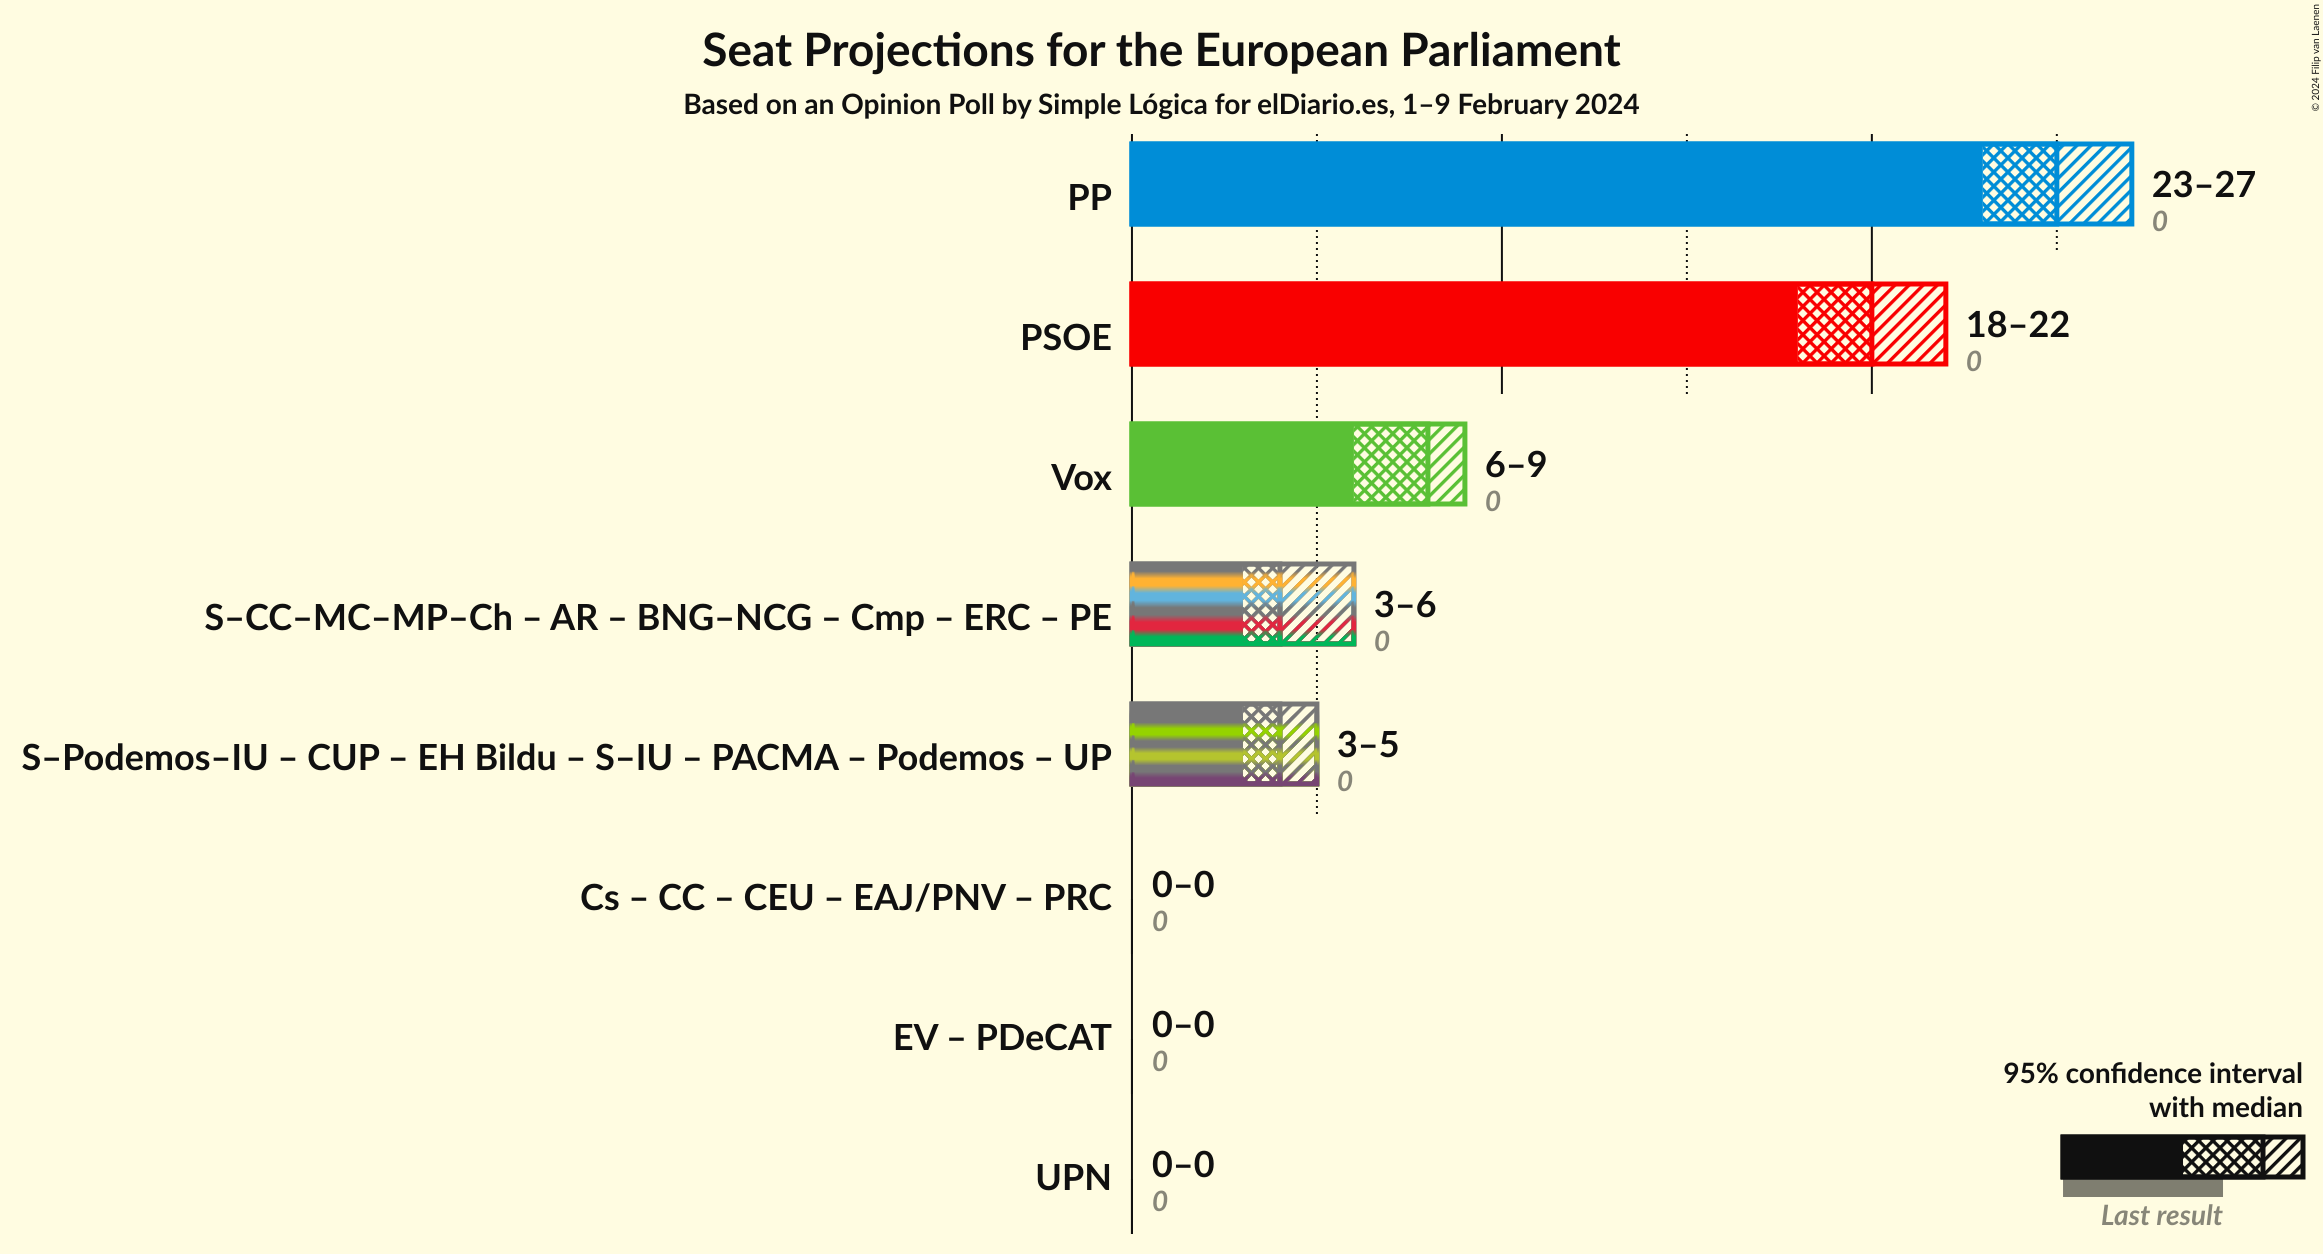 Seat Projections for the European Parliament
Based on an Opinion Poll by Simple Lógica for elDiario.es, 1–9 February 2024
© 2024 Filip van Laenen
PP
23–27
0
PSOE
18–22
0
Vox
6–9
0
S–CC–MC–MP–Ch – AR – BNG–NCG – Cmp – ERC – PE
3–6
0
S–Podemos–IU – CUP – EH Bildu – S–IU – PACMA – Podemos – UP
3–5
0
Cs – CC – CEU – EAJ/PNV – PRC
0–0
0
EV – PDeCAT
0–0
0
UPN
0–0
0
95% confidence interval
with median
Last result